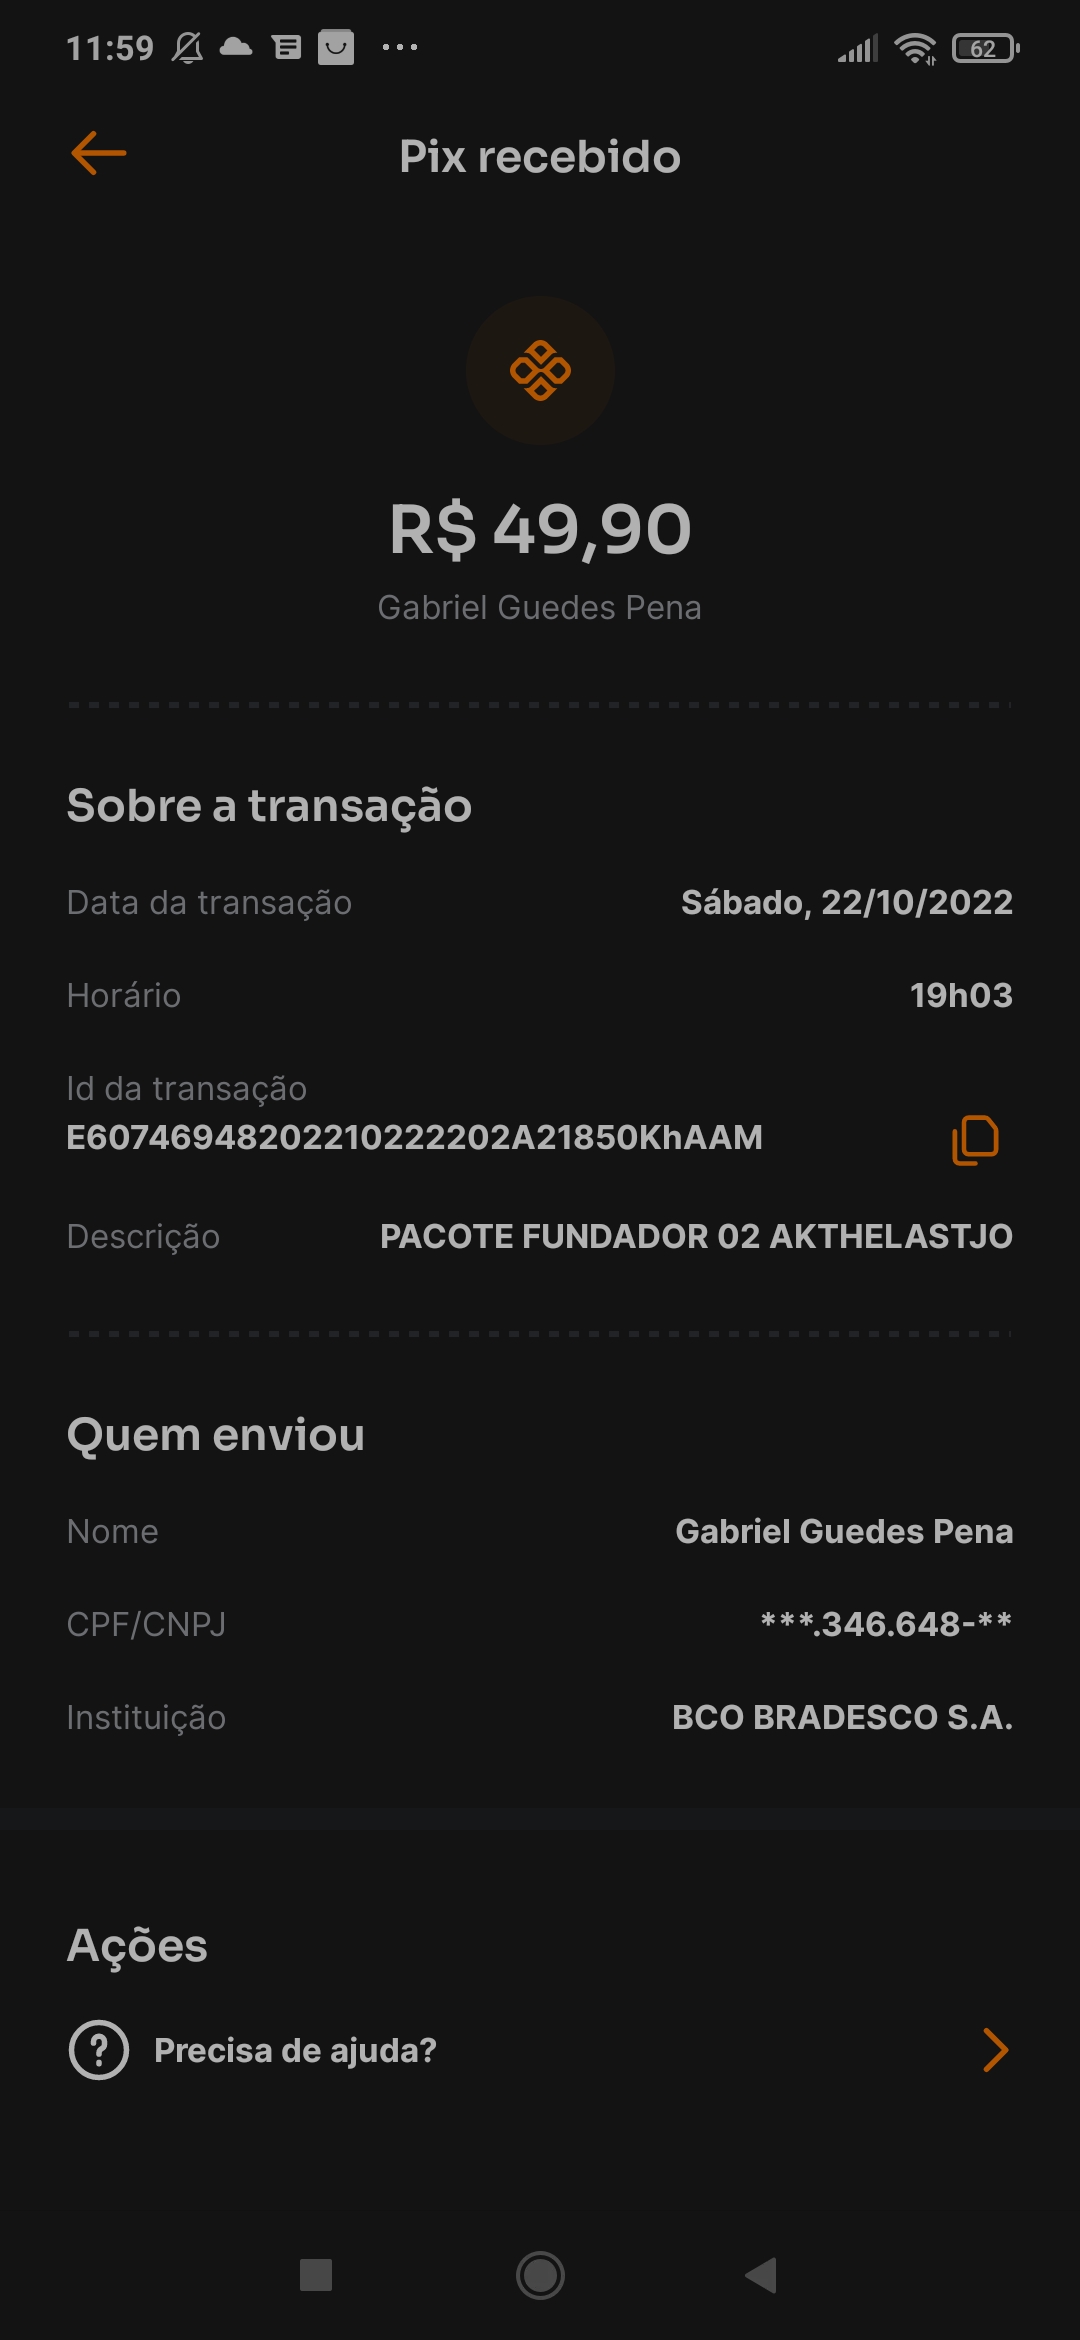 11:59
62
Pix recebido
R$ 49,90
Gabriel Guedes Pena
Sobre a transação
Data da transação Sábado, 22/10/2022
Horário 19h03
Id da transação
E60746948202210222202A21850KhAAM
Descrição PACOTE FUNDADOR 02 AKTHELASTJO
Quem enviou
Nome Gabriel Guedes Pena
CPF/CNPJ ***.346.648-**
Instituição BCO BRADESCO S.A.
Ações
Precisa de ajuda?